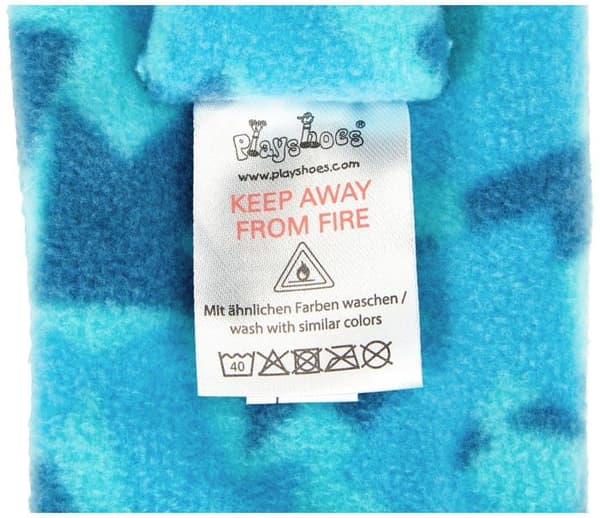 Playshoes®
www.playshoes.com
KEEP AWAY
FROM FIRE
Mit ähnlichen Farben waschen /
wash with similar colors
40